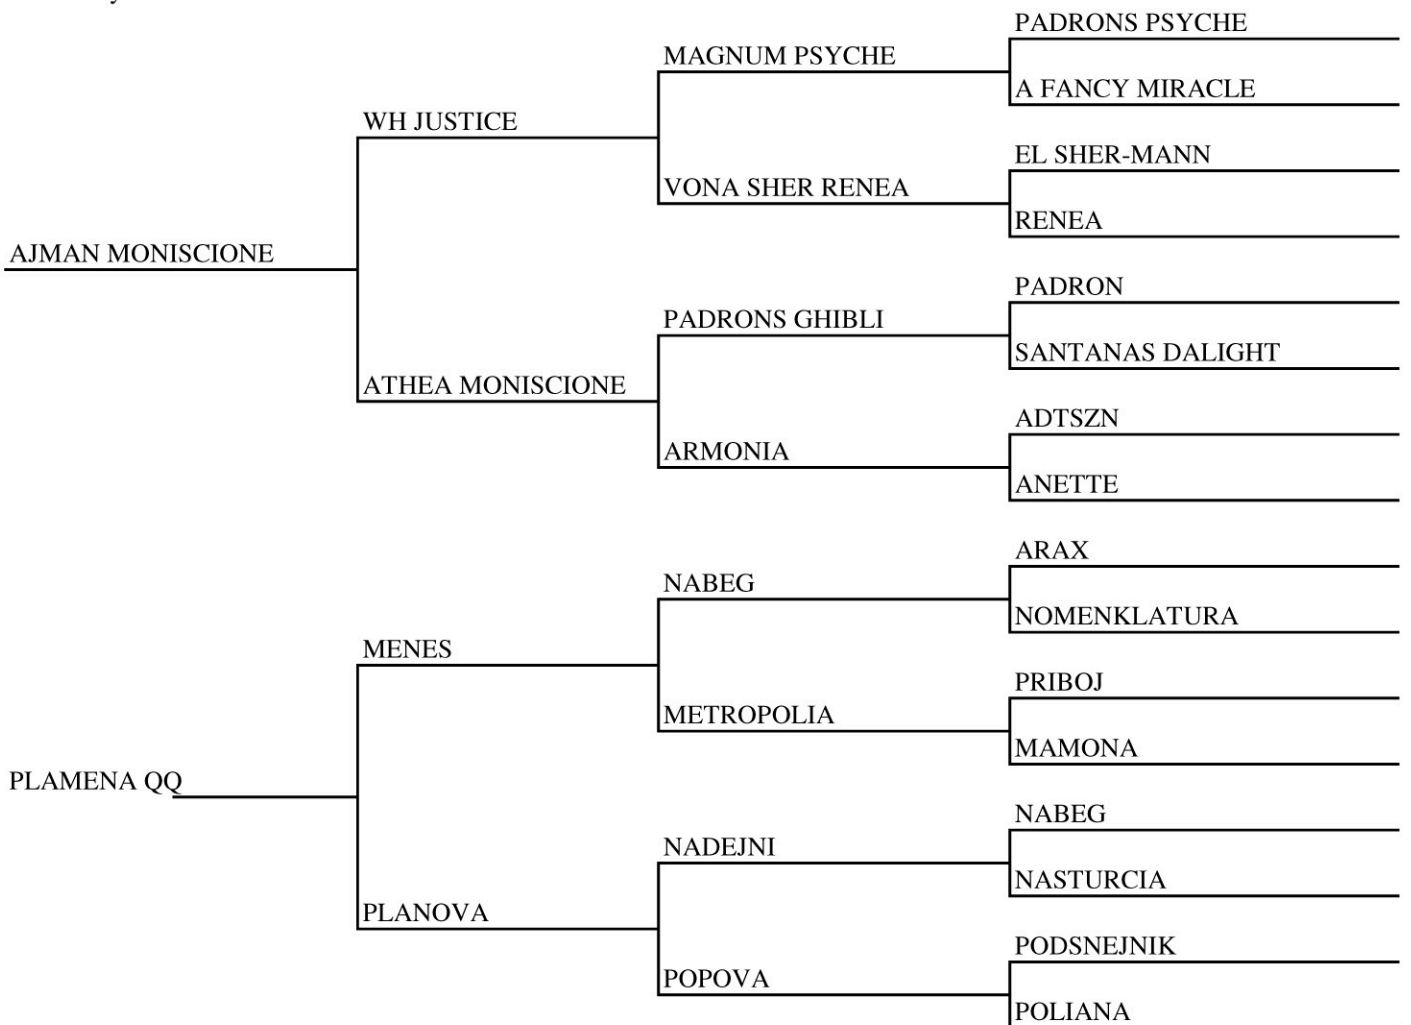 PADRONS PSYCHE
MAGNUM PSYCHE
A FANCY MIRACLE
WH JUSTICE
EL SHER-MANN
VONA SHER RENEA
RENEA
AJMAN MONISCIONE
PADRON
PADRONS GHIBLI
SANTANAS DALIGHT
ATHEA MONISCIONE
ADTSZN
ARMONIA
ANETTE
ARAX
NABEG
NOMENKLATURA
MENES
PRIBOJ
METROPOLIA
MAMONA
PLAMENA QQ
NABEG
NADEJNI
NASTURCIA
PLANOVA
PODSNEJNIK
POPOVA
POLIANA